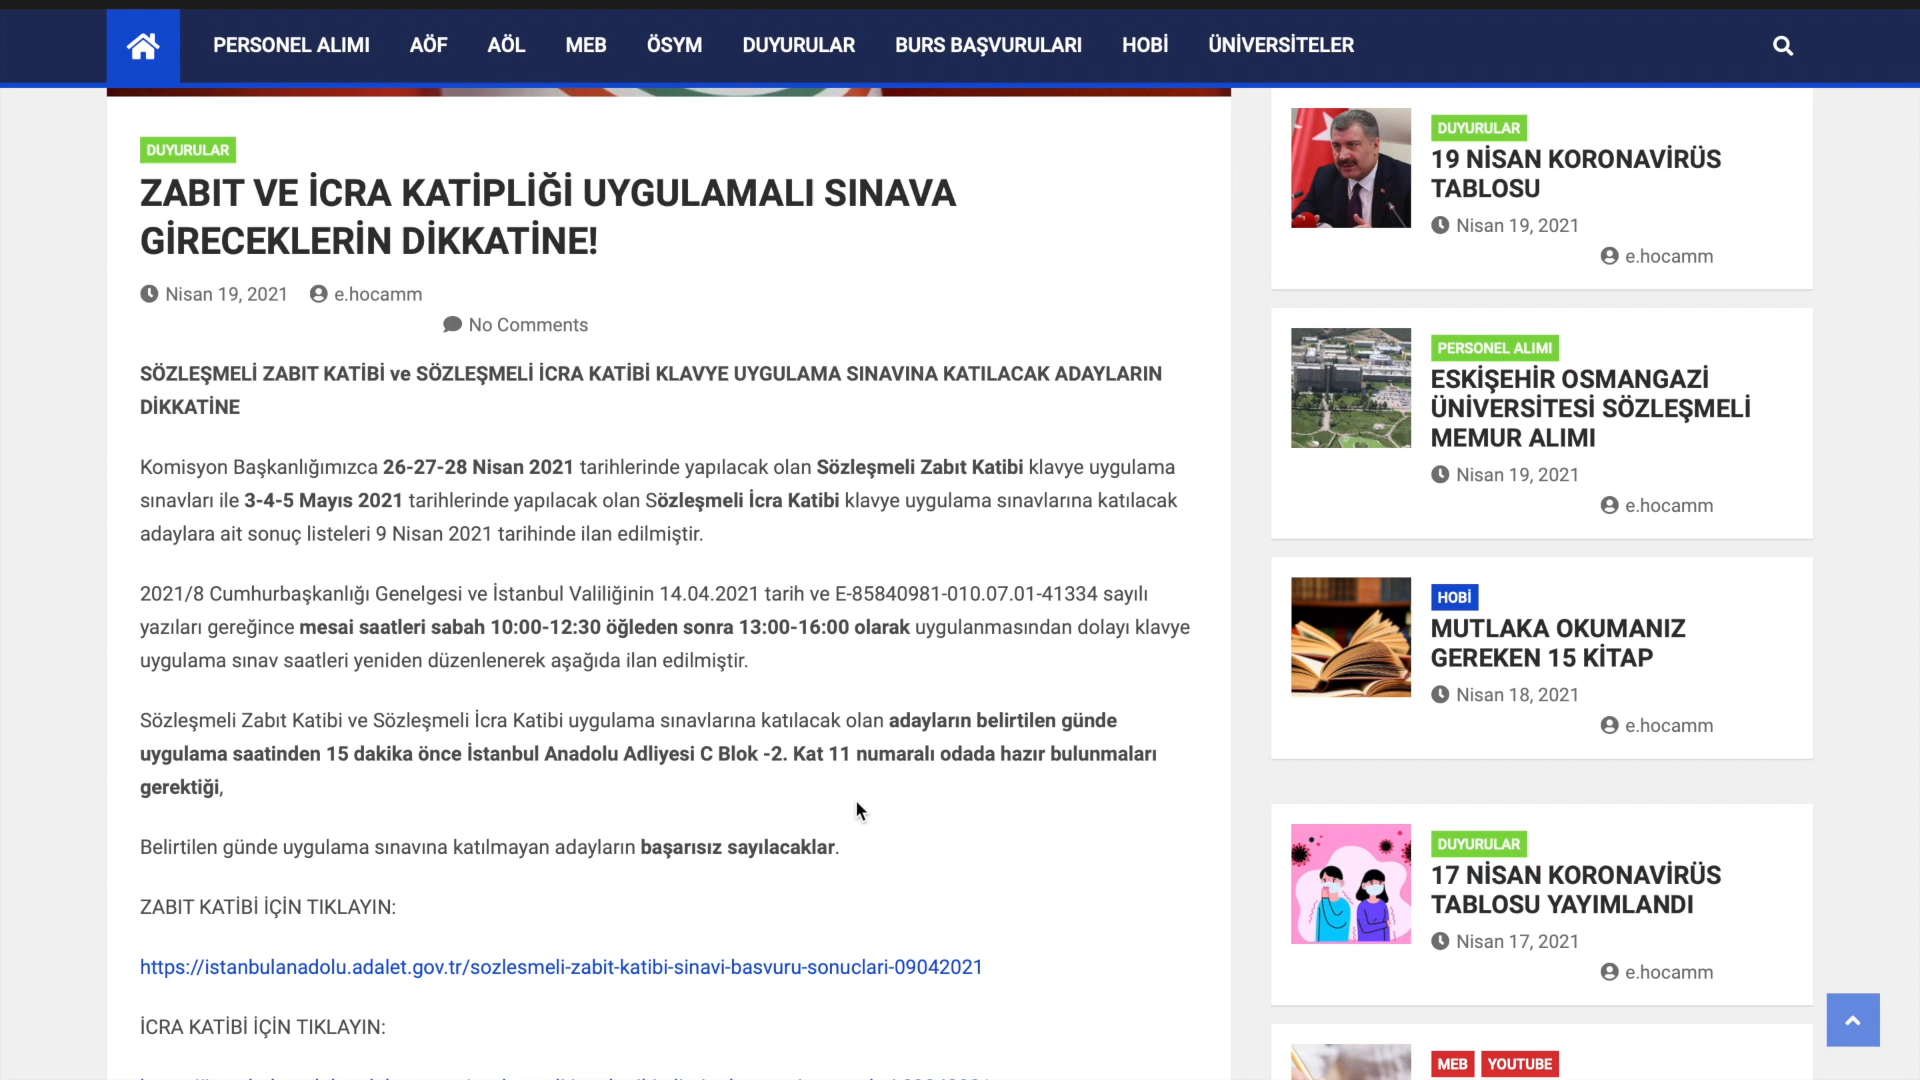 PERSONEL ALIMI AÖF AÖL MEB ÖSYM DUYURULAR BURS BAŞVURULARI HOBİ ÜNİVERSİTELER
DUYURULAR
ZABIT VE İCRA KATİPLİĞİ UYGULAMALI SINAVA
GİRECEKLERİN DİKKATİNE!
Nisan 19, 2021 e.hocamm
No Comments
SÖZLEŞMELİ ZABIT KATİBİ ve SÖZLEŞMELİ İCRA KATİBİ KLAVYE UYGULAMA SINAVINA KATILACAK ADAYLARIN
DİKKATİNE
Komisyon Başkanlığımızca 26-27-28 Nisan 2021 tarihlerinde yapılacak olan Sözleşmeli Zabıt Katibi klavye uygulama
sınavları ile 3-4-5 Mayıs 2021 tarihlerinde yapılacak olan Sözleşmeli İcra Katibi klavye uygulama sınavlarına katılacak
adaylara ait sonuç listeleri 9 Nisan 2021 tarihinde ilan edilmiştir.
2021/8 Cumhurbaşkanlığı Genelgesi ve İstanbul Valiliğinin 14.04.2021 tarih ve E-85840981-010.07.01-41334 sayılı
yazıları gereğince mesai saatleri sabah 10:00-12:30 öğleden sonra 13:00-16:00 olarak uygulanmasından dolayı klavye
uygulama sınav saatleri yeniden düzenlenerek aşağıda ilan edilmiştir.
Sözleşmeli Zabıt Katibi ve Sözleşmeli İcra Katibi uygulama sınavlarına katılacak olan adayların belirtilen günde
uygulama saatinden 15 dakika önce İstanbul Anadolu Adliyesi C Blok -2. Kat 11 numaralı odada hazır bulunmaları
gerektiği,
Belirtilen günde uygulama sınavına katılmayan adayların başarısız sayılacaklar.
ZABIT KATİBİ İÇİN TIKLAYIN:
https://istanbulanadolu.adalet.gov.tr/sozlesmeli-zabit-katibi-sinavi-basvuru-sonuclari-09042021
İCRA KATİBİ İÇİN TIKLAYIN:
DUYURULAR
19 NİSAN KORONAVİRÜS
TABLOSU
Nisan 19, 2021
e.hocamm
PERSONEL ALIMI
ESKİŞEHİR OSMANGAZİ
ÜNİVERSİTESİ SÖZLEŞMELİ
MEMUR ALIMI
Nisan 19, 2021
e.hocamm
HOBİ
MUTLAKA OKUMANIZ
GEREKEN 15 KİTAP
Nisan 18, 2021
e.hocamm
DUYURULAR
17 NİSAN KORONAVİRÜS
TABLOSU YAYIMLANDI
Nisan 17, 2021
e.hocamm
MEB YOUTUBE